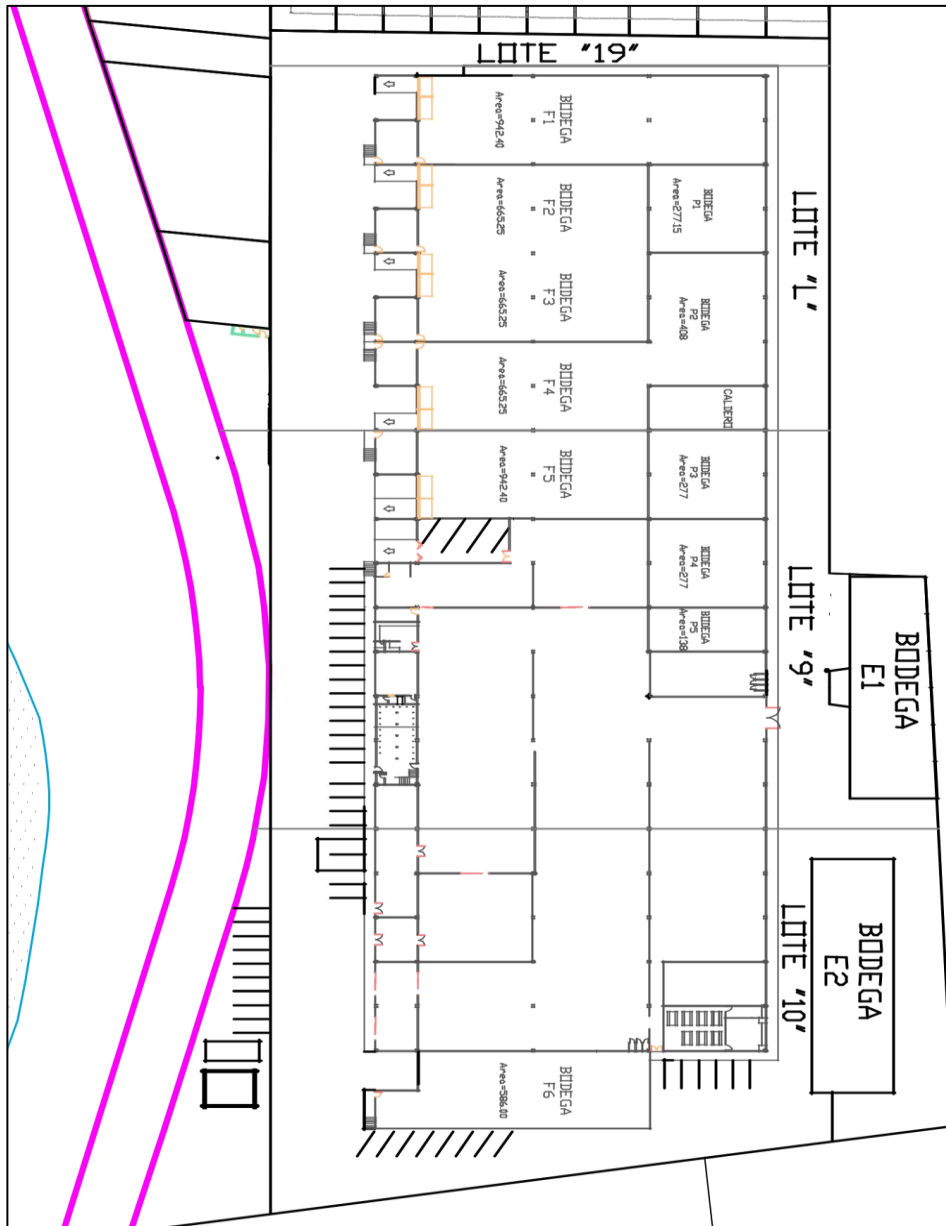 LOTE "19"
BODEGA
F1
Area=942.40
BODEGA
P1
Area=277.15
BODEGA
F2
Area=665.25
LOTE "L"
BODEGA
F3
Area=665.25
BODEGA
P2
Area=408
BODEGA
F4
Area=665.25
CALDERO
BODEGA
F5
Area=942.40
BODEGA
P3
Area=277
BODEGA
P4
Area=277
BODEGA
P5
Area=138
LOTE "9"
BODEGA
E1
BODEGA
E2
LOTE "10"
BODEGA
F6
Area=586.00